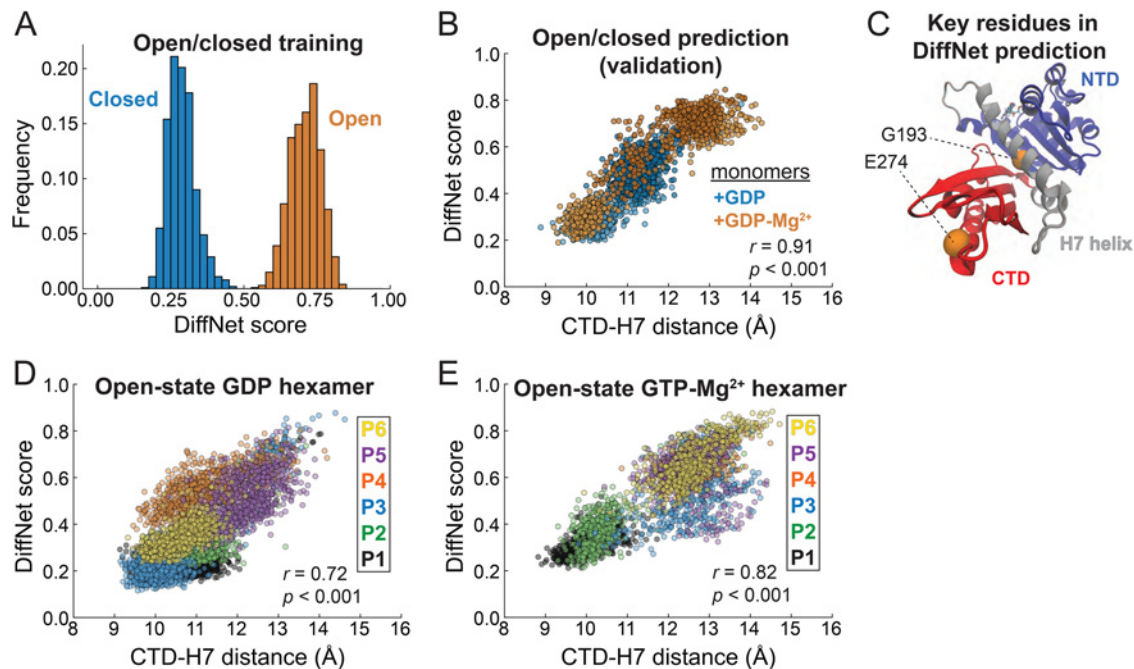 A
Open/closed training
Closed
Open
Frequency
0.20
0.15
0.10
0.05
0.00
0.00
0.25
0.50
0.75
1.00
DiffNet score
B
Open/closed prediction
(validation)
DiffNet score
1.0
0.8
0.6
0.4
0.2
0.0
monomers
+GDP
+GDP-Mg²⁺
r = 0.91
p < 0.001
8 9 10 11 12 13 14 15 16
CTD-H7 distance (Å)
C
Key residues in
DiffNet prediction
NTD
G193
E274
H7 helix
CTD
D
Open-state GDP hexamer
DiffNet score
1.0
0.8
0.6
0.4
0.2
0.0
P6
P5
P4
P3
P2
P1
r = 0.72
p < 0.001
8 9 10 11 12 13 14 15 16
CTD-H7 distance (Å)
E
Open-state GTP-Mg²⁺ hexamer
DiffNet score
1.0
0.8
0.6
0.4
0.2
0.0
P6
P5
P4
P3
P2
P1
r = 0.82
p < 0.001
8 9 10 11 12 13 14 15 16
CTD-H7 distance (Å)